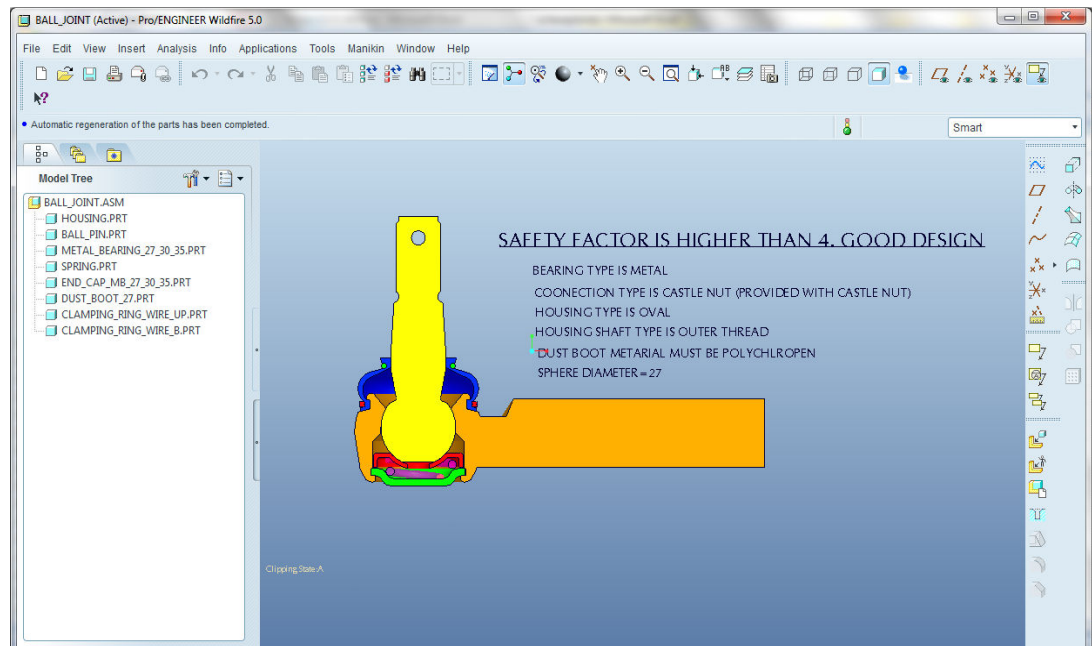 BALL_JOINT (Active) - Pro/ENGINEER Wildfire 5.0
File Edit View Insert Analysis Info Applications Tools Manikin Window Help
• Automatic regeneration of the parts has been completed.
Smart
Model Tree
BALL_JOINT.ASM
HOUSING.PRT
BALL_PIN.PRT
METAL_BEARING_27_30_35.PRT
SPRING.PRT
END_CAP_MB_27_30_35.PRT
DUST_BOOT_27.PRT
CLAMPING_RING_WIRE_UP.PRT
CLAMPING_RING_WIRE_B.PRT
SAFETY FACTOR IS HIGHER THAN 4. GOOD DESIGN
BEARING TYPE IS METAL
COONECTION TYPE IS CASTLE NUT (PROVIDED WITH CASTLE NUT)
HOUSING TYPE IS OVAL
HOUSING SHAFT TYPE IS OUTER THREAD
DUST BOOT METARIAL MUST BE POLYCHLROPEN
SPHERE DIAMETER = 27
Clipping State:A